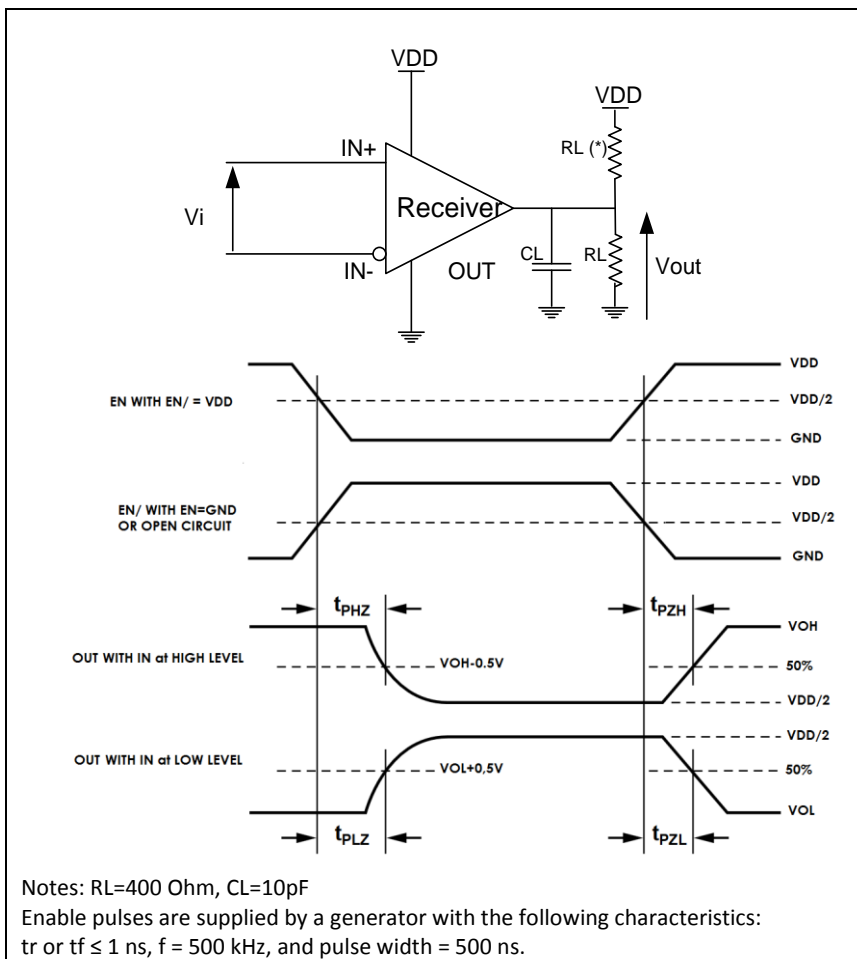 VDD
VDD
IN+
RL (*)
Receiver
Vi
IN-
OUT
CL
RL
Vout
VDD
EN WITH EN/ = VDD
VDD/2
GND
VDD
EN/ WITH EN=GND
OR OPEN CIRCUIT
VDD/2
GND
tPHZ
tPZH
VOH
OUT WITH IN at HIGH LEVEL
VOH-0.5V
50%
VDD/2
VDD/2
OUT WITH IN at LOW LEVEL
VOL+0,5V
50%
VOL
tPLZ
tPZL
Notes: RL=400 Ohm, CL=10pF
Enable pulses are supplied by a generator with the following characteristics:
tr or tf ≤ 1 ns, f = 500 kHz, and pulse width = 500 ns.